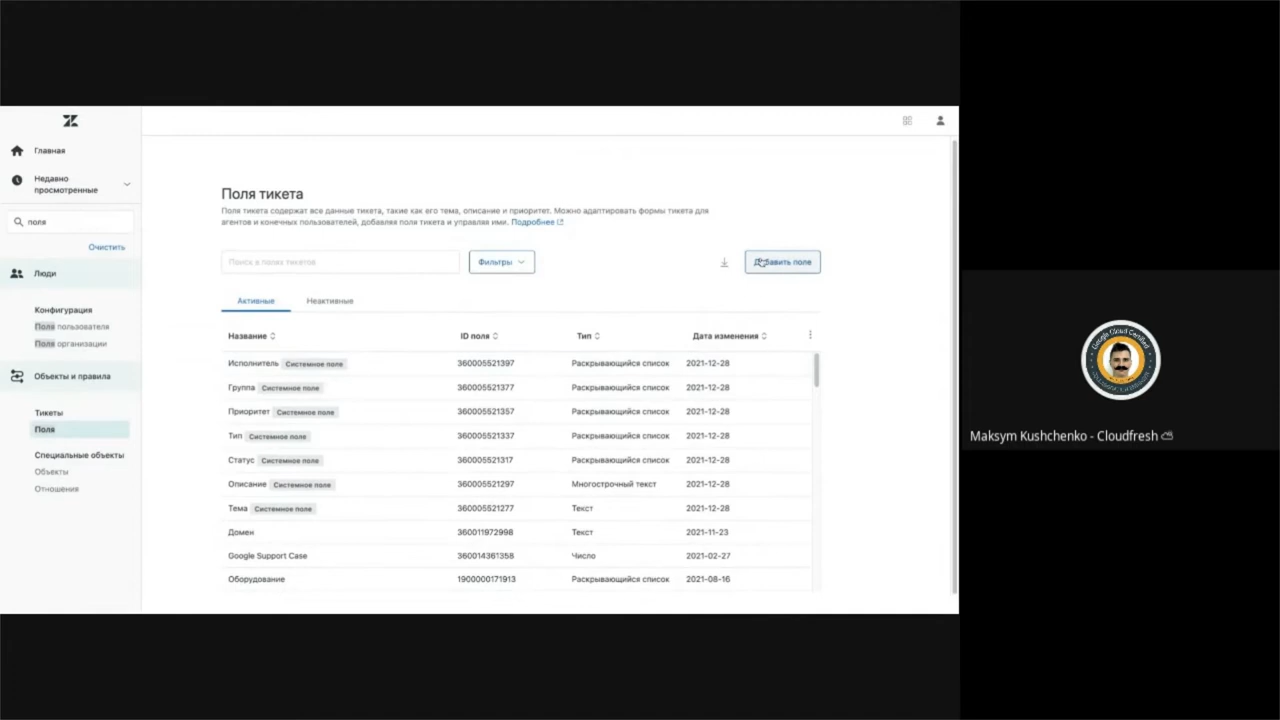 Главная
Недавно
просмотренные
поля
Очистить
Люди
Конфигурация
Поля пользователя
Поля организации
Объекты и правила
Тикеты
Поля
Специальные объекты
Объекты
Отношения
Поля тикета
Поля тикета содержат все данные тикета, такие как его тема, описание и приоритет. Можно адаптировать формы тикета для
агентов и конечных пользователей, добавляя поля тикета и управляя ими. Подробнее
Поиск в полях тикетов
Фильтры
поле
Активные Неактивные
Название ID поля Тип Дата изменения
Исполнитель Системное поле 360005521397 Раскрывающийся список 2021-12-28
Группа Системное поле 360005521377 Раскрывающийся список 2021-12-28
Приоритет Системное поле 360005521357 Раскрывающийся список 2021-12-28
Тип Системное поле 360005521337 Раскрывающийся список 2021-12-28
Статус Системное поле 360005521317 Раскрывающийся список 2021-12-28
Описание Системное поле 360005521297 Многострочный текст 2021-12-28
Тема Системное поле 360005521277 Текст 2021-12-28
Домен 360011972998 Текст 2021-11-23
Google Support Case 360014361358 Число 2021-02-27
Оборудование 1900000171913 Раскрывающийся список 2021-08-16
Google Cloud Certified
Maksym Kushchenko - Cloudfresh